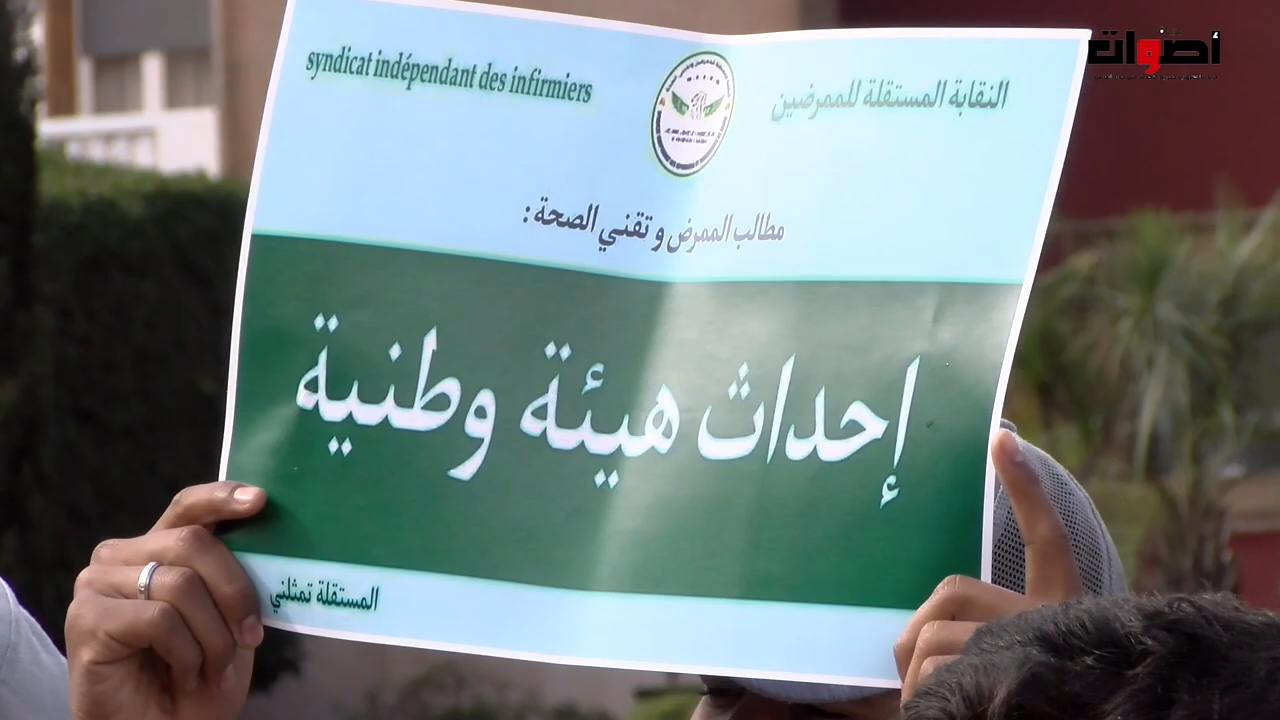 أصوات
syndicat indépendant des infirmiers
النقابة المستقلة للممرضين
مطالب الممرض و تقني الصحة :
إحداث هيئة وطنية
المستقلة تمثلني